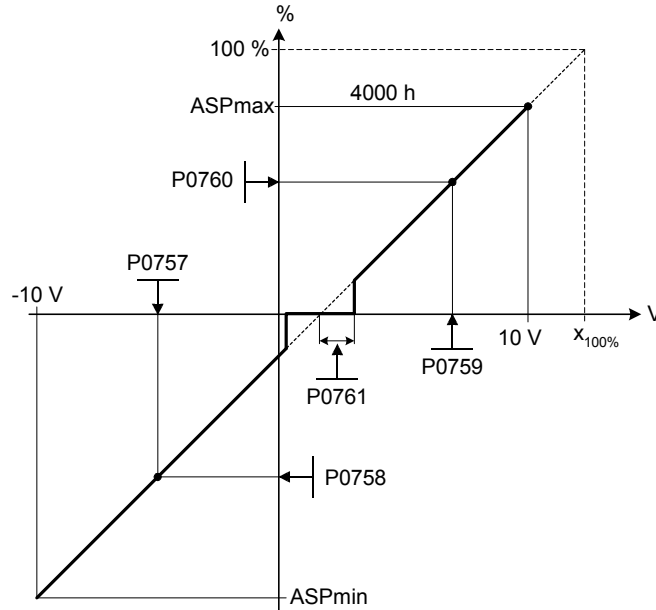 %
100 %
ASPmax
4000 h
P0760
P0757
-10 V
V
10 V
x100%
P0759
P0761
P0758
ASPmin